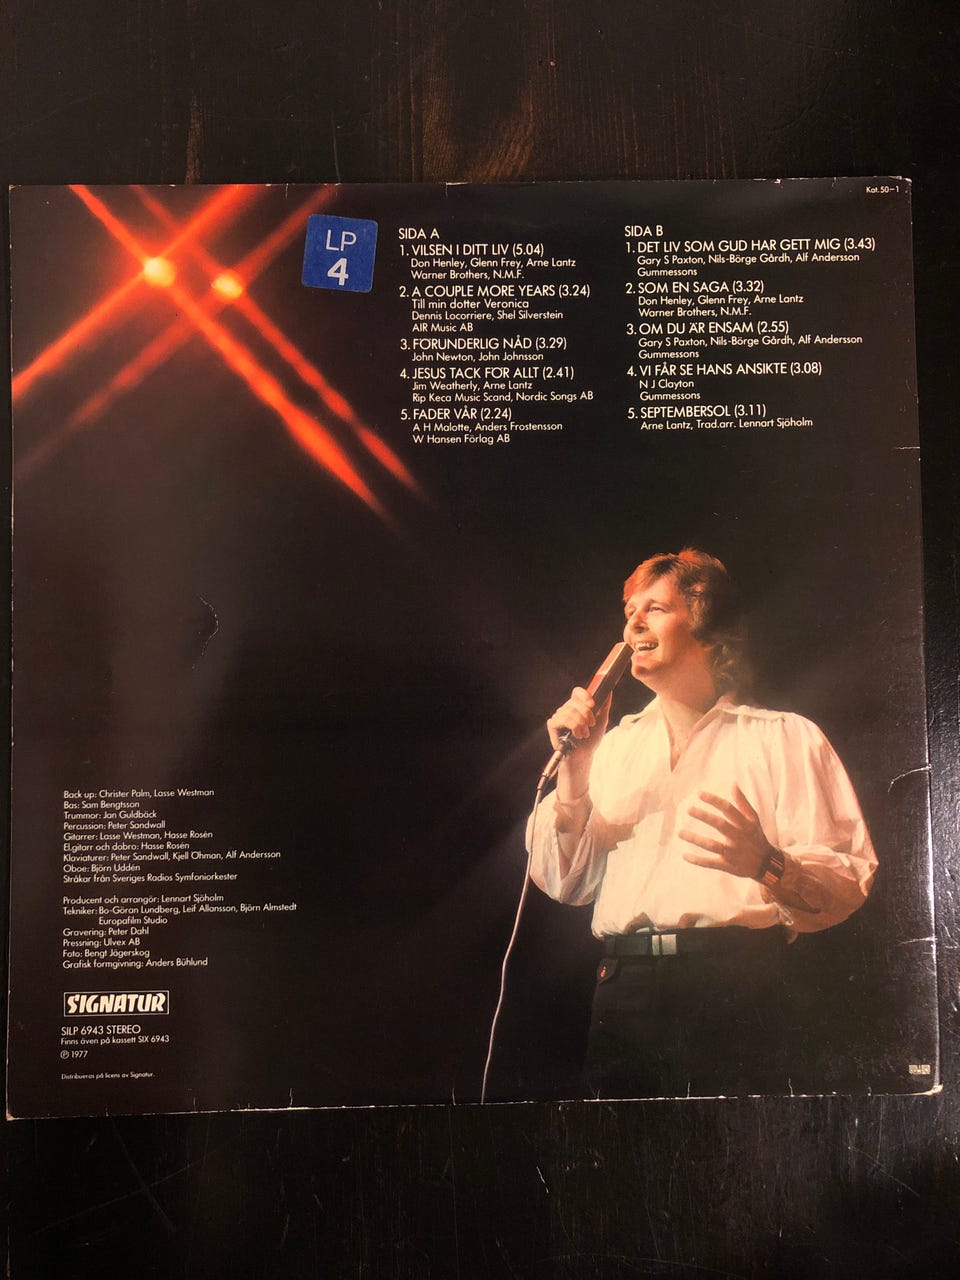 Kat. 50-1
LP
4
SIDA A
1. VILSEN I DITT LIV (5.04)
Don Henley, Glenn Frey, Arne Lantz
Warner Brothers, N.M.F.
2. A COUPLE MORE YEARS (3.24)
Till min dotter Veronica
Dennis Locorriere, Shel Silverstein
AIR Music AB
3. FÖRUNDERLIG NÅD (3.29)
John Newton, John Johnsson
4. JESUS TACK FÖR ALLT (2.41)
Jim Weatherly, Arne Lantz
Rip Keca Music Scand, Nordic Songs AB
5. FADER VÅR (2.24)
A H Malotte, Anders Frostensson
W Hansen Förlag AB
SIDA B
1. DET LIV SOM GUD HAR GETT MIG (3.43)
Gary S Paxton, Nils-Börge Gårdh, Alf Andersson
Gummessons
2. SOM EN SAGA (3.32)
Don Henley, Glenn Frey, Arne Lantz
Warner Brothers, N.M.F.
3. OM DU ÄR ENSAM (2.55)
Gary S Paxton, Nils-Börge Gårdh, Alf Andersson
Gummessons
4. VI FÅR SE HANS ANSIKTE (3.08)
N J Clayton
Gummessons
5. SEPTEMBERSOL (3.11)
Arne Lantz, Trad.arr. Lennart Sjöholm
Back up: Christer Palm, Lasse Westman
Bas: Sam Bengtsson
Trummor: Jan Guldbäck
Percussion: Peter Sandwall
Gitarrer: Lasse Westman, Hasse Rosén
El.gitarr och dobro: Hasse Rosén
Klaviaturer: Peter Sandwall, Kjell Öhman, Alf Andersson
Oboe: Björn Uddén
Stråkar från Sveriges Radios Symfoniorkester
Producent och arrangör: Lennart Sjöholm
Tekniker: Bo-Göran Lundberg, Leif Allansson, Björn Almstedt
Europafilm Studio
Gravering: Peter Dahl
Pressning: Ulvex AB
Foto: Bengt Jägerskog
Grafisk formgivning: Anders Bühlund
SIGNATUR
SILP 6943 STEREO
Finns även på kassett SIX 6943
℗ 1977
Distribueras på licens av Signatur.